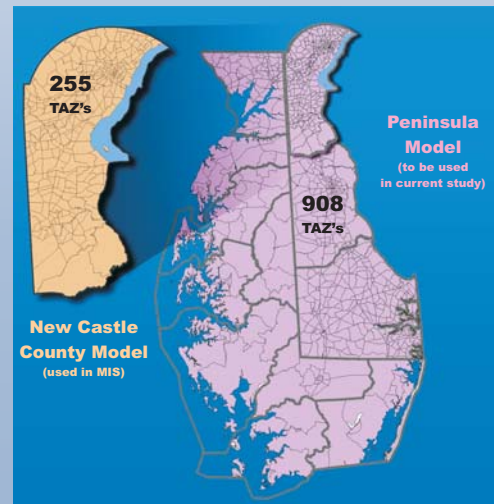 255
TAZ's
Peninsula
Model
(to be used
in current study)
908
TAZ's
New Castle
County Model
(used in MIS)